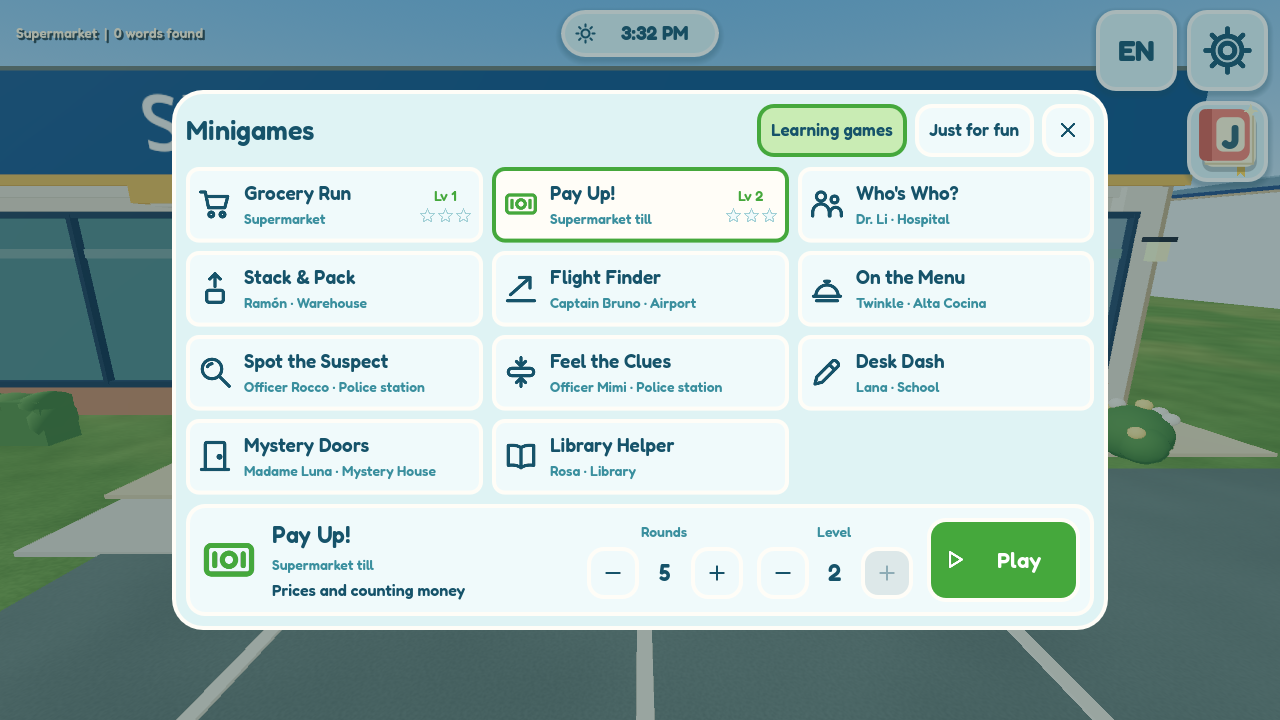 Supermarket | 0 words found
3:32 PM
EN
S
J
Minigames
Learning games
Just for fun
Grocery Run
Supermarket
Lv 1
Pay Up!
Supermarket till
Lv 2
Who's Who?
Dr. Li · Hospital
Stack & Pack
Ramón · Warehouse
Flight Finder
Captain Bruno · Airport
On the Menu
Twinkle · Alta Cocina
Spot the Suspect
Officer Rocco · Police station
Feel the Clues
Officer Mimi · Police station
Desk Dash
Lana · School
Mystery Doors
Madame Luna · Mystery House
Library Helper
Rosa · Library
Pay Up!
Supermarket till
Prices and counting money
Rounds
− 5 +
Level
− 2 +
Play